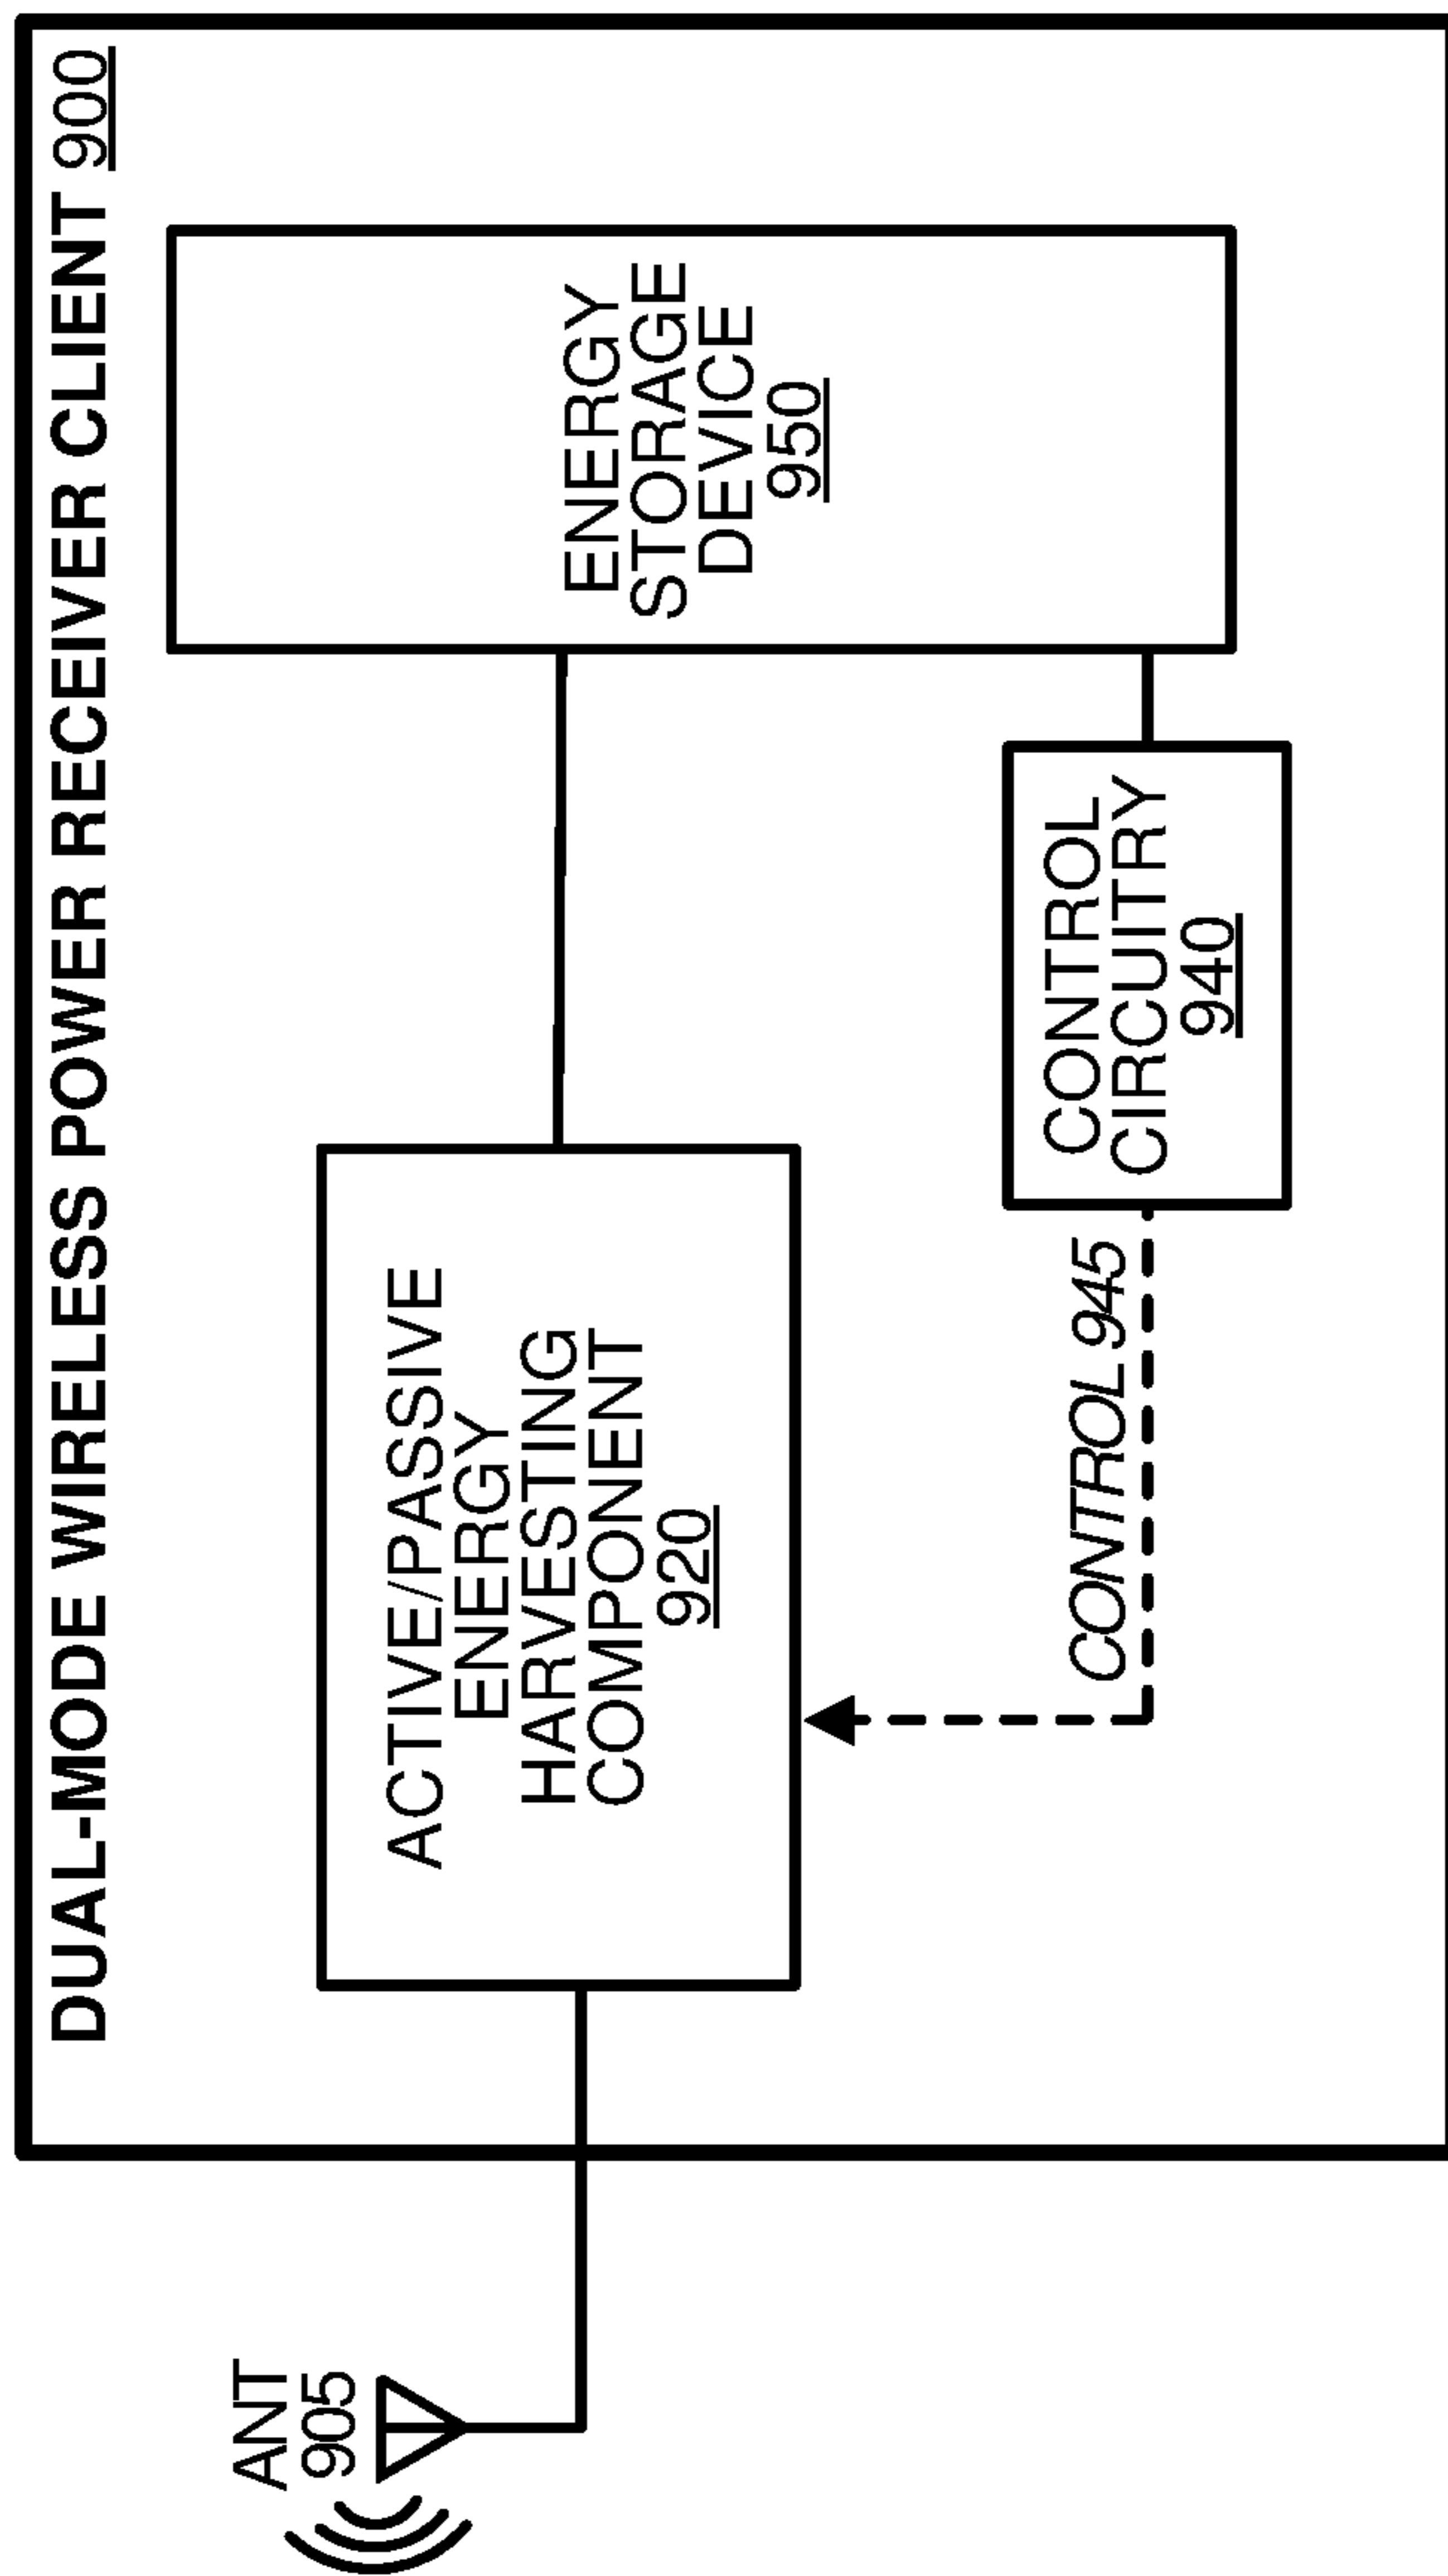 DUAL-MODE WIRELESS POWER RECEIVER CLIENT 900
ANT
905
ACTIVE/PASSIVE
ENERGY
HARVESTING
COMPONENT
920
ENERGY
STORAGE
DEVICE
950
CONTROL 945
CONTROL
CIRCUITRY
940